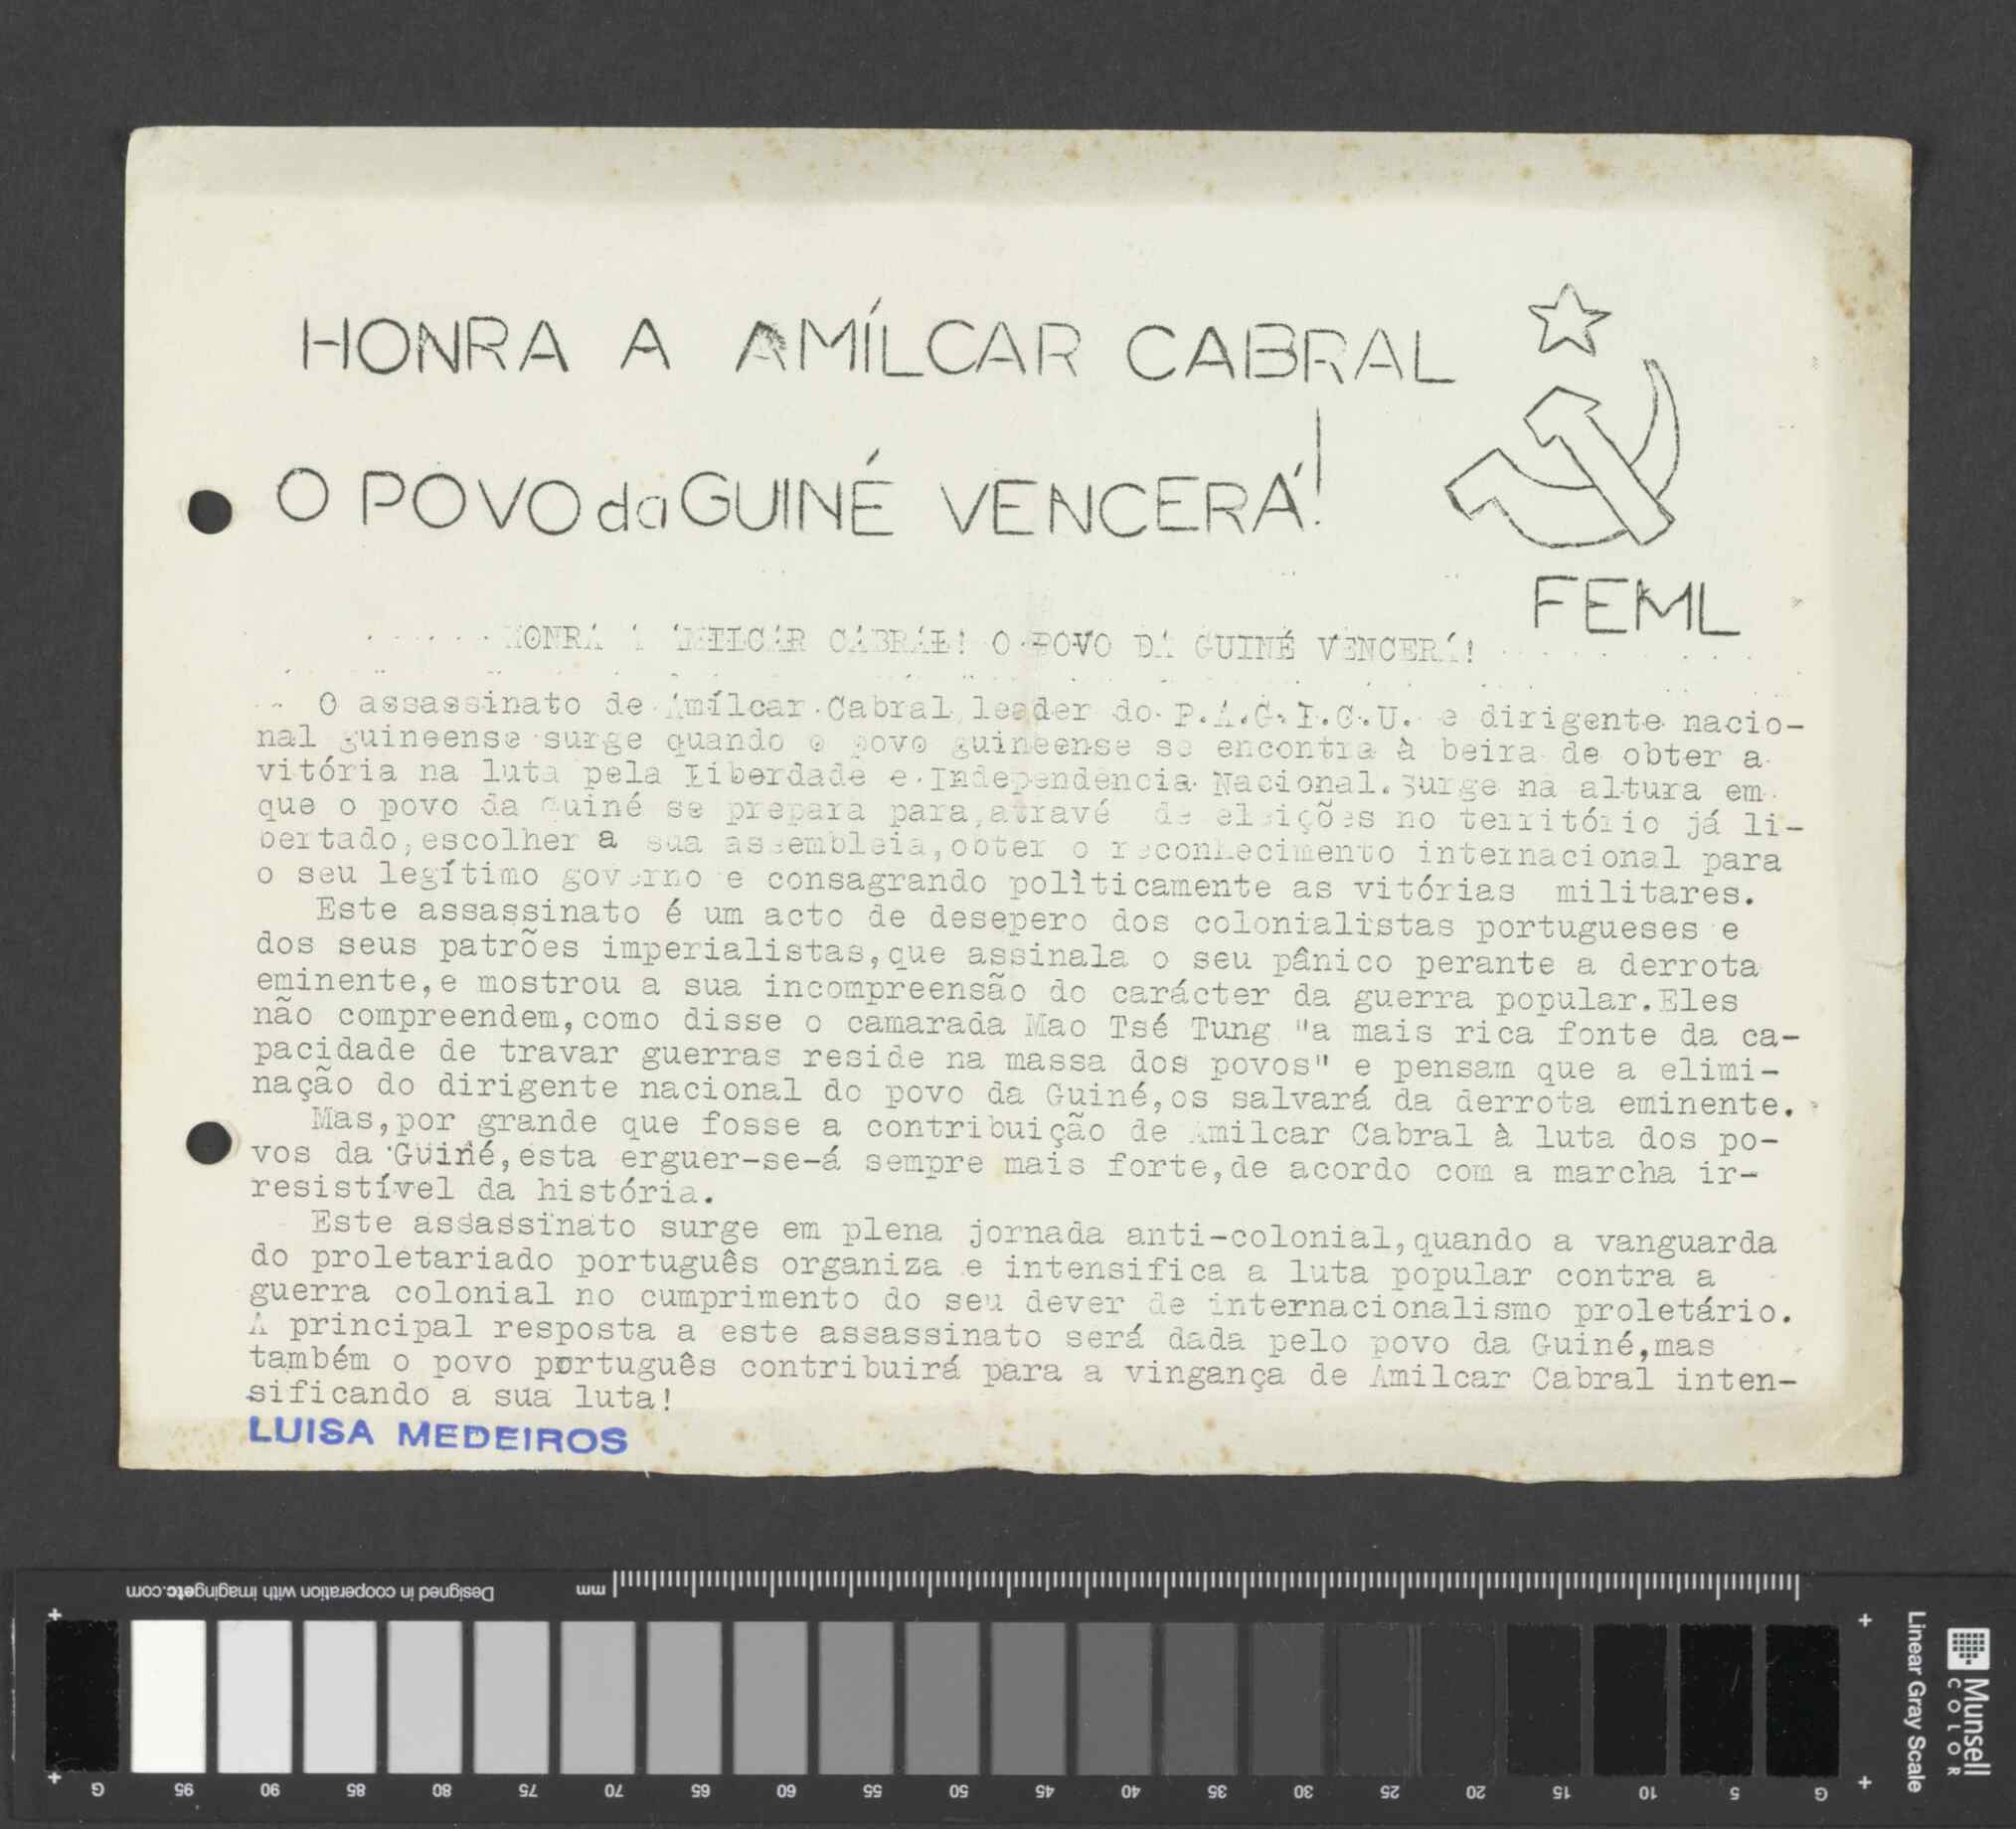 HONRA A AMÍLCAR CABRAL
O POVO da GUINÉ VENCERÁ!
FEML
HONRA A AMILCAR CABRAL! O POVO DA GUINÉ VENCERÁ!
O assassinato de Amílcar Cabral leader do P.A.G.I.C.U. e dirigente nacio-
nal guineense surge quando o povo guineense se encontra à beira de obter a
vitória na luta pela Liberdade e Independência Nacional. Surge na altura em
que o povo da Guiné se prepara para,atravé de eleições no território já li-
bertado,escolher a sua assembleia,obter o reconhecimento internacional para
o seu legítimo governo e consagrando polìticamente as vitórias militares.
Este assassinato é um acto de desepero dos colonialistas portugueses e
dos seus patrões imperialistas,que assinala o seu pânico perante a derrota
eminente,e mostrou a sua incompreensão do carácter da guerra popular.Eles
não compreendem,como disse o camarada Mao Tsé Tung "a mais rica fonte da ca-
pacidade de travar guerras reside na massa dos povos" e pensam que a elimi-
nação do dirigente nacional do povo da Guiné,os salvará da derrota eminente.
Mas,por grande que fosse a contribuição de Amilcar Cabral à luta dos po-
vos da Guiné,esta erguer-se-á sempre mais forte,de acordo com a marcha ir-
resistível da história.
Este assassinato surge em plena jornada anti-colonial,quando a vanguarda
do proletariado português organiza e intensifica a luta popular contra a
guerra colonial no cumprimento do seu dever de internacionalismo proletário.
A principal resposta a este assassinato será dada pelo povo da Guiné,mas
também o povo português contribuirá para a vingança de Amilcar Cabral inten-
sificando a sua luta!
LUISA MEDEIROS
Designed in cooperation with imagingetc.com
mm
G 95 90 85 80 75 70 65 60 55 50 45 40 35 30 25 20 15 10 5 G
Linear Gray Scale
Munsell
COLOR